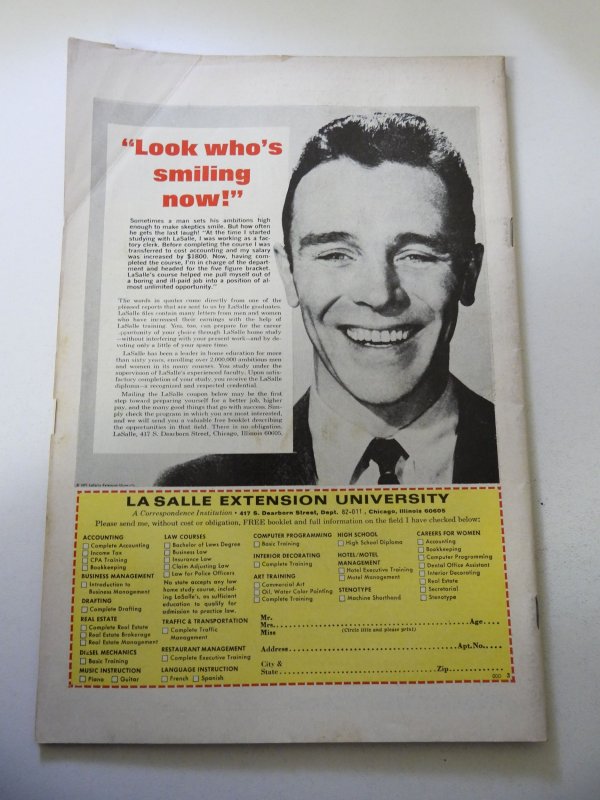 “Look who's
smiling
now!”
Sometimes a man sets his ambitions high
enough to make skeptics smile. But how often
he gets the last laugh! “At the time I started
studying with LaSalle, I was working as a fac-
tory clerk. Before completing the course I was
transferred to cost accounting and my salary
was increased by $1800. Now, having com-
pleted the course, I'm in charge of the depart-
ment and headed for the five figure bracket.
LaSalle's course helped me pull myself out of
a boring and ill-paid job into a position of al-
most unlimited opportunity.”
The words in quotes come directly from one of the
pleased reports that are sent to us by LaSalle graduates.
LaSalle files contain many letters from men and women
who have increased their earnings with the help of
LaSalle training. You, too, can prepare for the career
opportunity of your choice through LaSalle home study
—without interfering with your present work—and by de-
voting only a little of your spare time.
LaSalle has been a leader in home education for more
than sixty years, enrolling over 2,000,000 ambitious men
and women in its many courses. You study under the
supervision of LaSalle's experienced faculty. Upon satis-
factory completion of your study, you receive the LaSalle
diploma—a recognized and respected credential.
Mailing the LaSalle coupon below may be the first
step toward preparing yourself for a better job, higher
pay, and the many good things that go with success. Sim-
ply check the program in which you are most interested,
and we will send you a valuable free booklet describing
the opportunities in that field. There is no obligation.
LaSalle, 417 S. Dearborn Street, Chicago, Illinois 60605.
LaSalle Extension University
LA SALLE EXTENSION UNIVERSITY
A Correspondence Institution • 417 S. Dearborn Street, Dept. 82-011, Chicago, Illinois 60605
Please send me, without cost or obligation, FREE booklet and full information on the field I have checked below:
ACCOUNTING
Complete Accounting
Income Tax
CPA Training
Bookkeeping
BUSINESS MANAGEMENT
Introduction to
Business Management
DRAFTING
Complete Drafting
REAL ESTATE
Complete Real Estate
Real Estate Brokerage
Real Estate Management
DIESEL MECHANICS
Basic Training
MUSIC INSTRUCTION
Piano Guitar
LAW COURSES
Bachelor of Laws Degree
Business Law
Insurance Law
Claim Adjusting Law
Law for Police Officers
No state accepts any law
home study course, includ-
ing LaSalle's, as sufficient
education to qualify for
admission to practice law.
TRAFFIC & TRANSPORTATION
Complete Traffic
Management
RESTAURANT MANAGEMENT
Complete Executive Training
LANGUAGE INSTRUCTION
French Spanish
COMPUTER PROGRAMMING
Basic Training
INTERIOR DECORATING
Complete Training
ART TRAINING
Commercial Art
Oil, Water Color Painting
Complete Training
HIGH SCHOOL
High School Diploma
HOTEL/MOTEL
MANAGEMENT
Hotel Executive Training
Motel Management
STENOTYPE
Machine Shorthand
CAREERS FOR WOMEN
Accounting
Bookkeeping
Computer Programming
Dental Office Assistant
Interior Decorating
Real Estate
Secretarial
Stenotype
Mr.
Mrs. Age
Miss (Circle title and please print)
Address Apt. No.
City &
State Zip
000 3